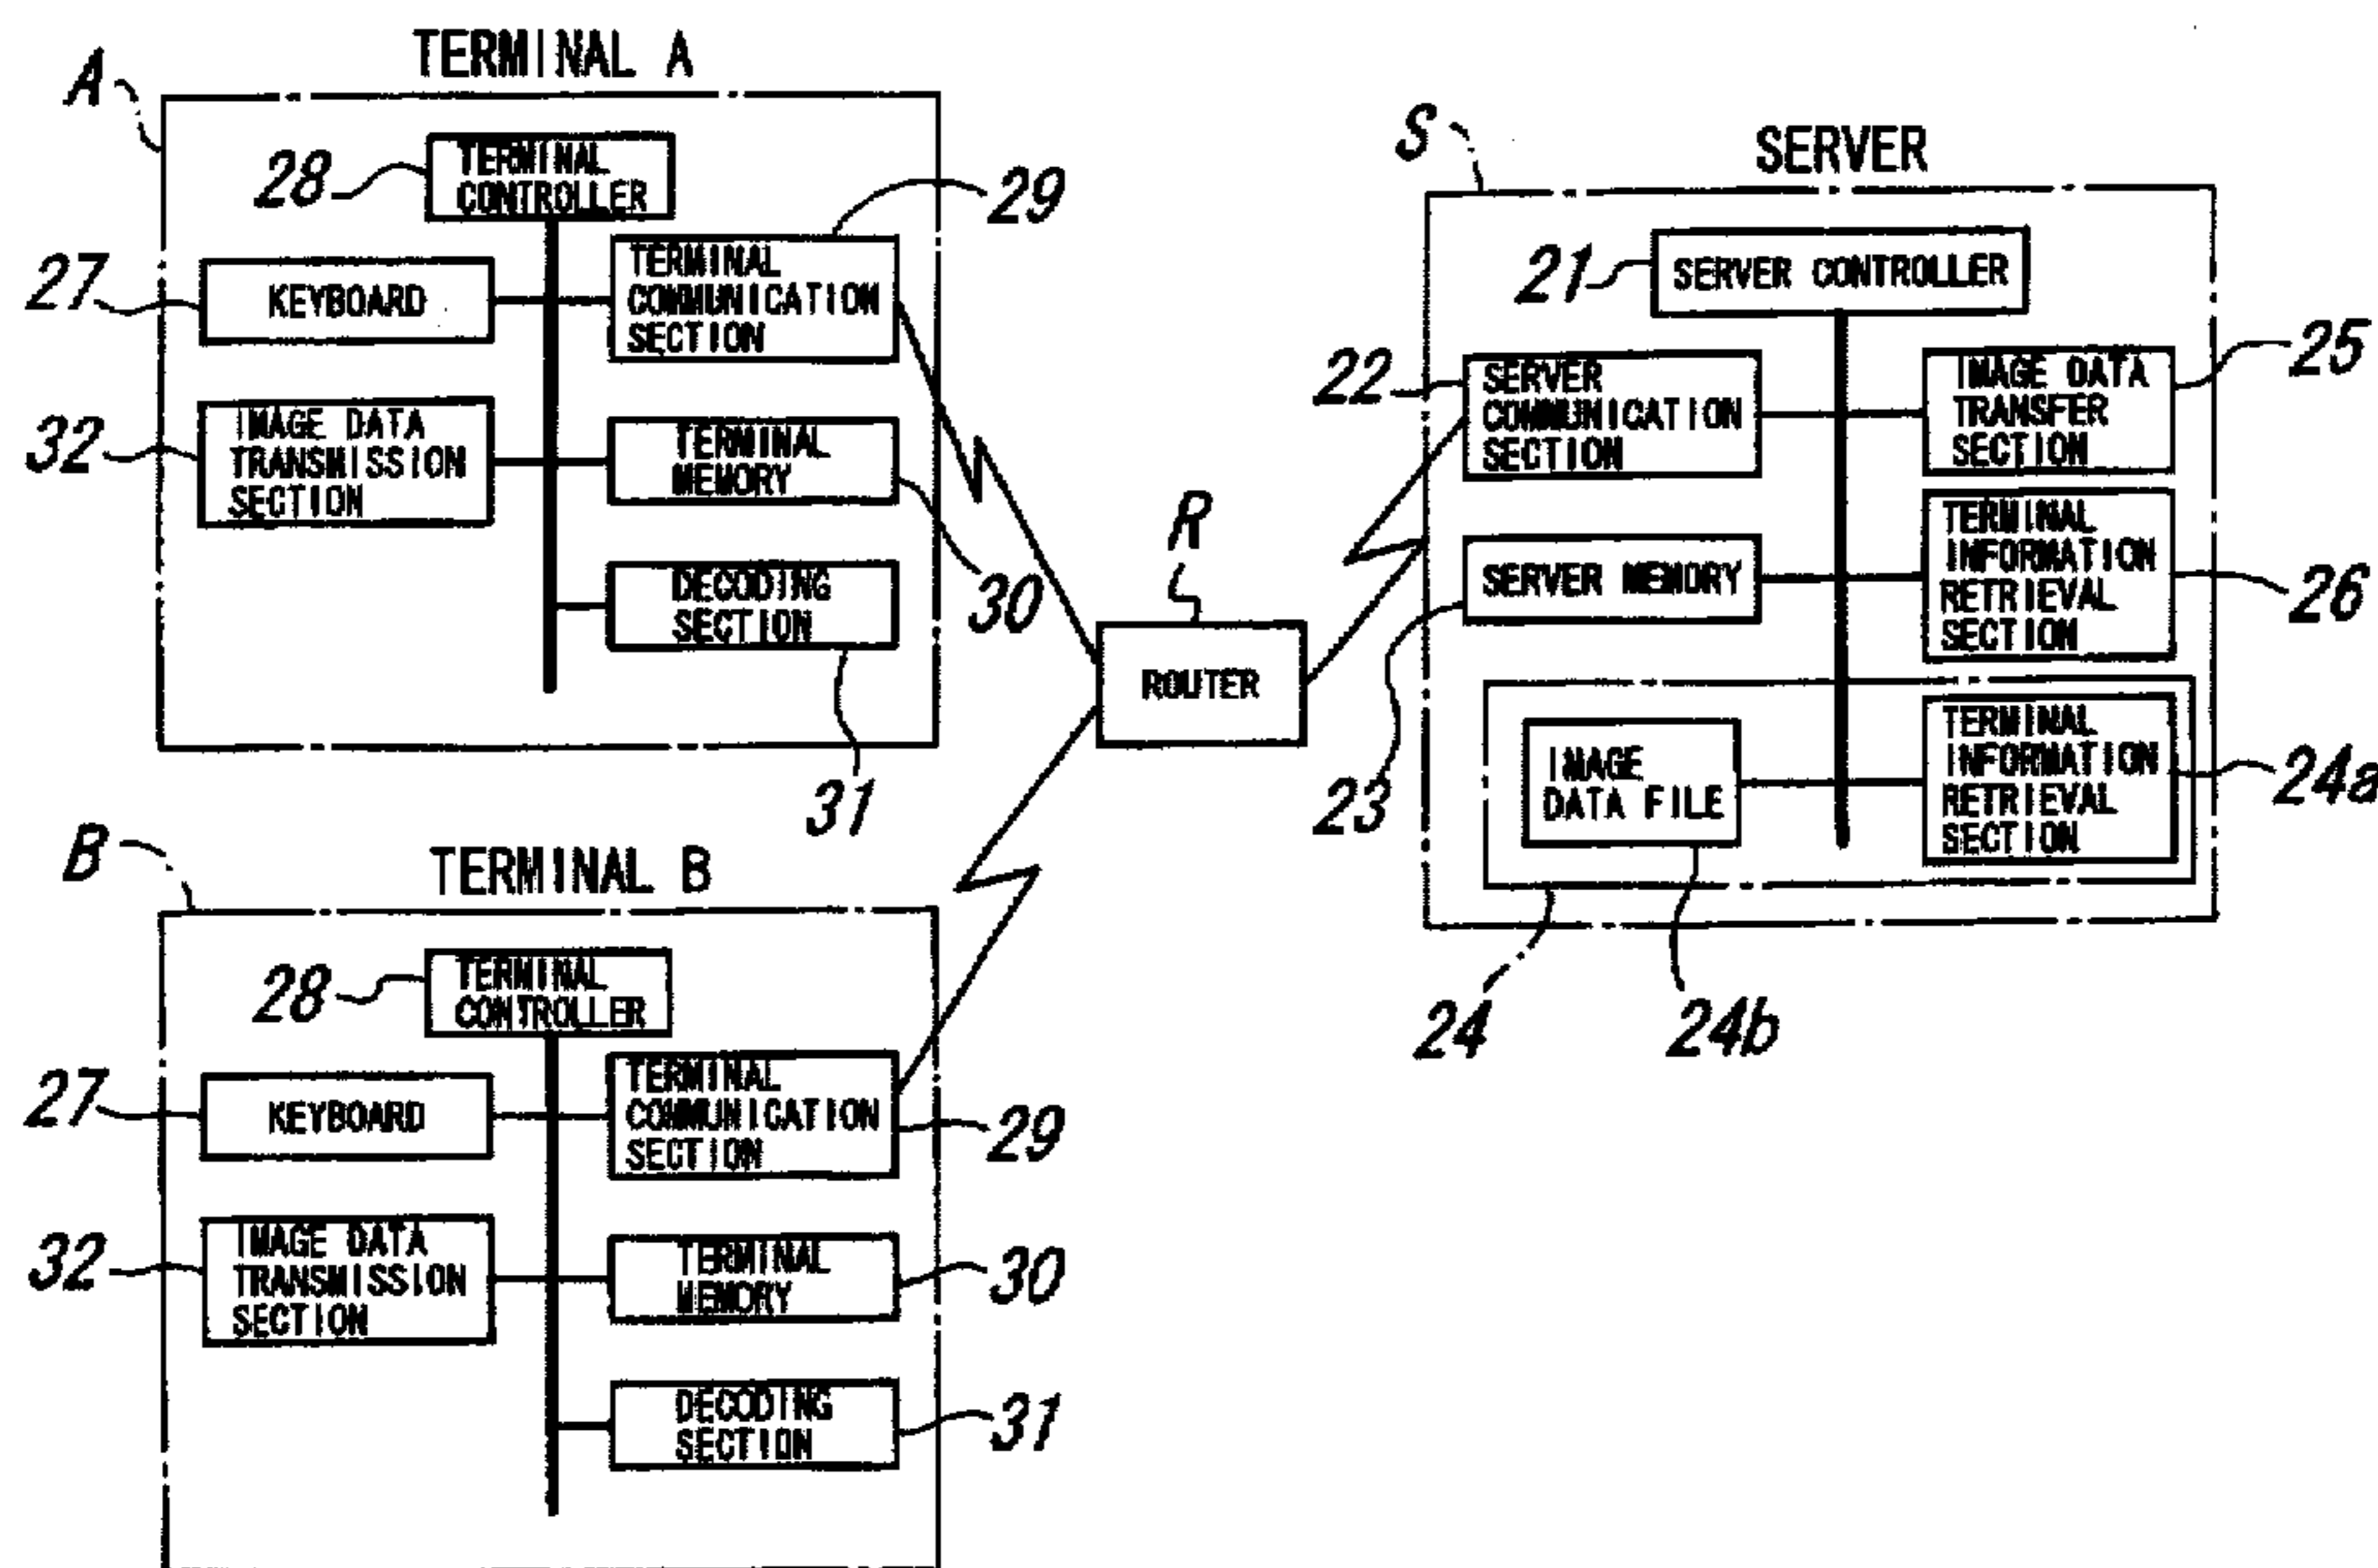 TERMINAL A
A
28
TERMINAL
CONTROLLER
29
27
KEYBOARD
TERMINAL
COMMUNICATION
SECTION
32
IMAGE DATA
TRANSMISSION
SECTION
TERMINAL
MEMORY
30
DECODING
SECTION
31
B
TERMINAL B
28
TERMINAL
CONTROLLER
27
KEYBOARD
TERMINAL
COMMUNICATION
SECTION
29
32
IMAGE DATA
TRANSMISSION
SECTION
TERMINAL
MEMORY
30
DECODING
SECTION
31
R
ROUTER
S
SERVER
21
SERVER CONTROLLER
22
SERVER
COMMUNICATION
SECTION
IMAGE DATA
TRANSFER
SECTION
25
SERVER MEMORY
23
TERMINAL
INFORMATION
RETRIEVAL
SECTION
26
IMAGE
DATA FILE
TERMINAL
INFORMATION
RETRIEVAL
SECTION
24a
24
24b